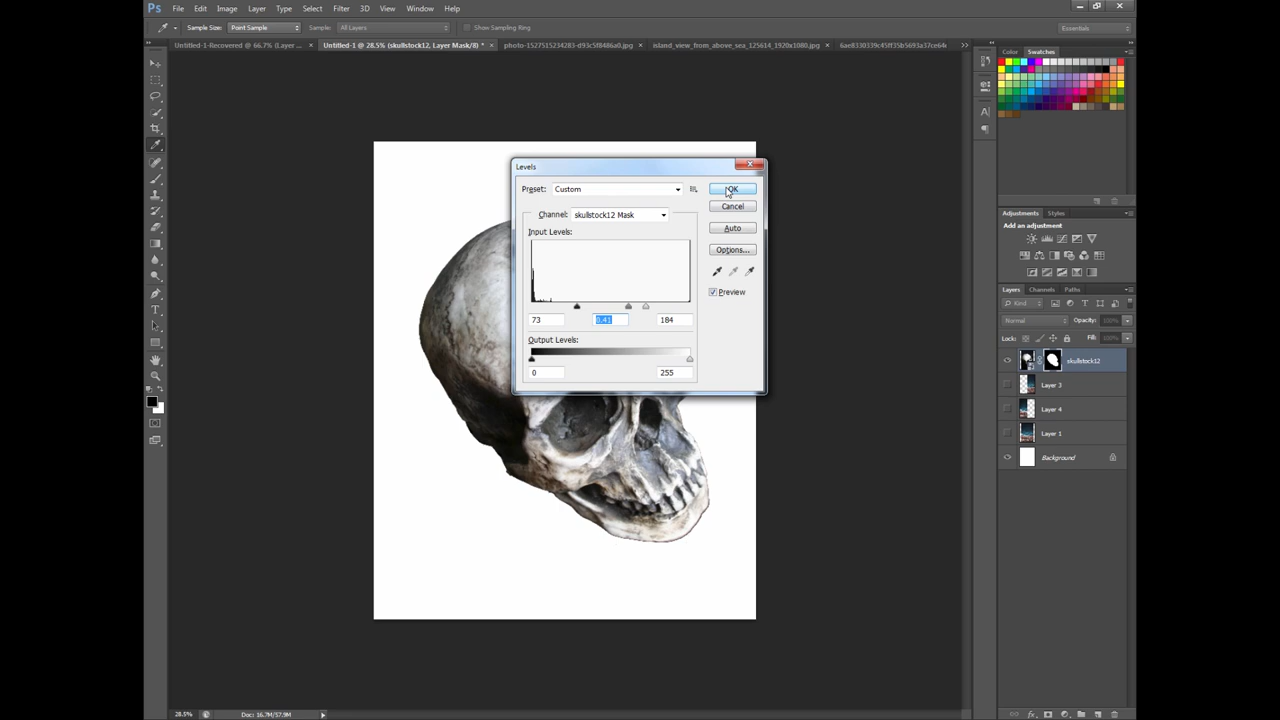 Ps File Edit Image Layer Type Select Filter 3D View Window Help
Sample Size: Point Sample Sample: All Layers Show Sampling Ring Essentials
Untitled-1-Recovered @ 66.7% (Layer ... × Untitled-1 @ 28.5% (skullstock12, Layer Mask/8) * × photo-1527515234283-d93c5f8486a0.jpg × island_view_from_above_sea_125614_1920x1080.jpg ×
Color Swatches
Levels
Preset: Custom OK
Cancel
Channel: skullstock12 Mask
Auto
Input Levels:
Options...
Preview
73 0.41 184
Output Levels:
0 255
Adjustments Styles
Add an adjustment
Layers Channels Paths
Kind
Normal Opacity: 100%
Lock: Fill: 100%
skullstock12
Layer 3
Layer 4
Layer 1
Background
28.5% Doc: 16.7M/57.9M